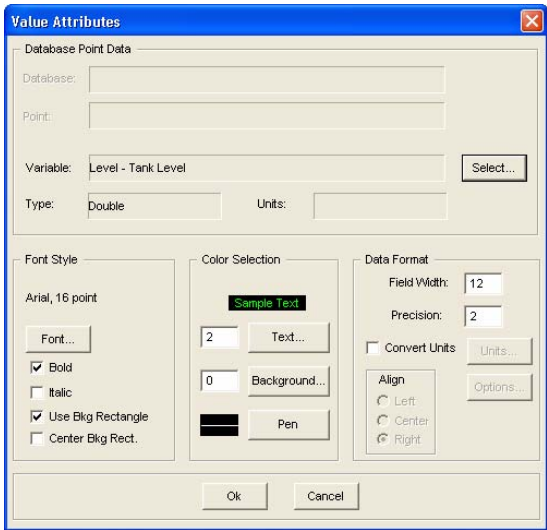 Value Attributes
Database Point Data
Database:
Point:
Variable: Level - Tank Level Select...
Type: Double Units:
Font Style
Arial, 16 point
Font...
Bold
Italic
Use Bkg Rectangle
Center Bkg Rect.
Color Selection
Sample Text
2 Text...
0 Background...
Pen
Data Format
Field Width: 12
Precision: 2
Convert Units Units...
Options...
Align
Left
Center
Right
Ok Cancel